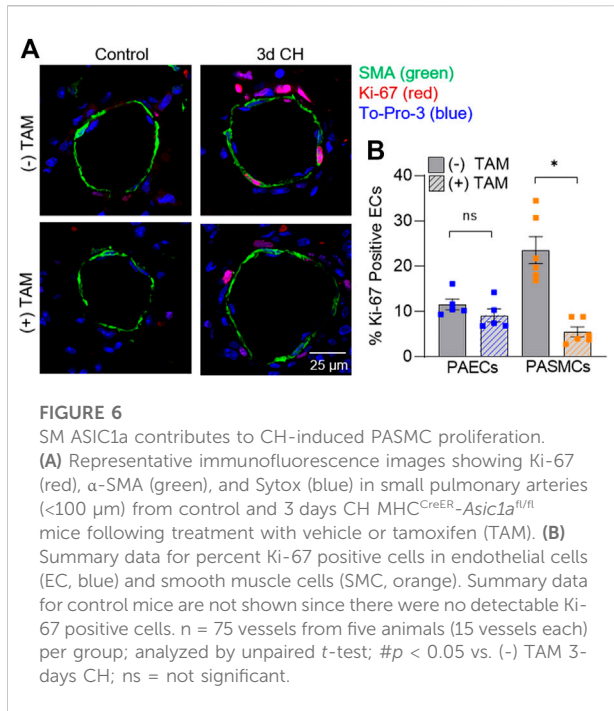 A
Control
3d CH
SMA (green)
Ki-67 (red)
To-Pro-3 (blue)
(-) TAM
(+) TAM
25 µm
B
(-) TAM
(+) TAM
*
ns
% Ki-67 Positive ECs
40
30
20
10
0
PAECs
PASMCs
FIGURE 6
SM ASIC1a contributes to CH-induced PASMC proliferation.
(A) Representative immunofluorescence images showing Ki-67
(red), α-SMA (green), and Sytox (blue) in small pulmonary arteries
(<100 µm) from control and 3 days CH MHCCreER-Asic1afl/fl
mice following treatment with vehicle or tamoxifen (TAM). (B)
Summary data for percent Ki-67 positive cells in endothelial cells
(EC, blue) and smooth muscle cells (SMC, orange). Summary data
for control mice are not shown since there were no detectable Ki-
67 positive cells. n = 75 vessels from five animals (15 vessels each)
per group; analyzed by unpaired t-test; #p < 0.05 vs. (-) TAM 3-
days CH; ns = not significant.